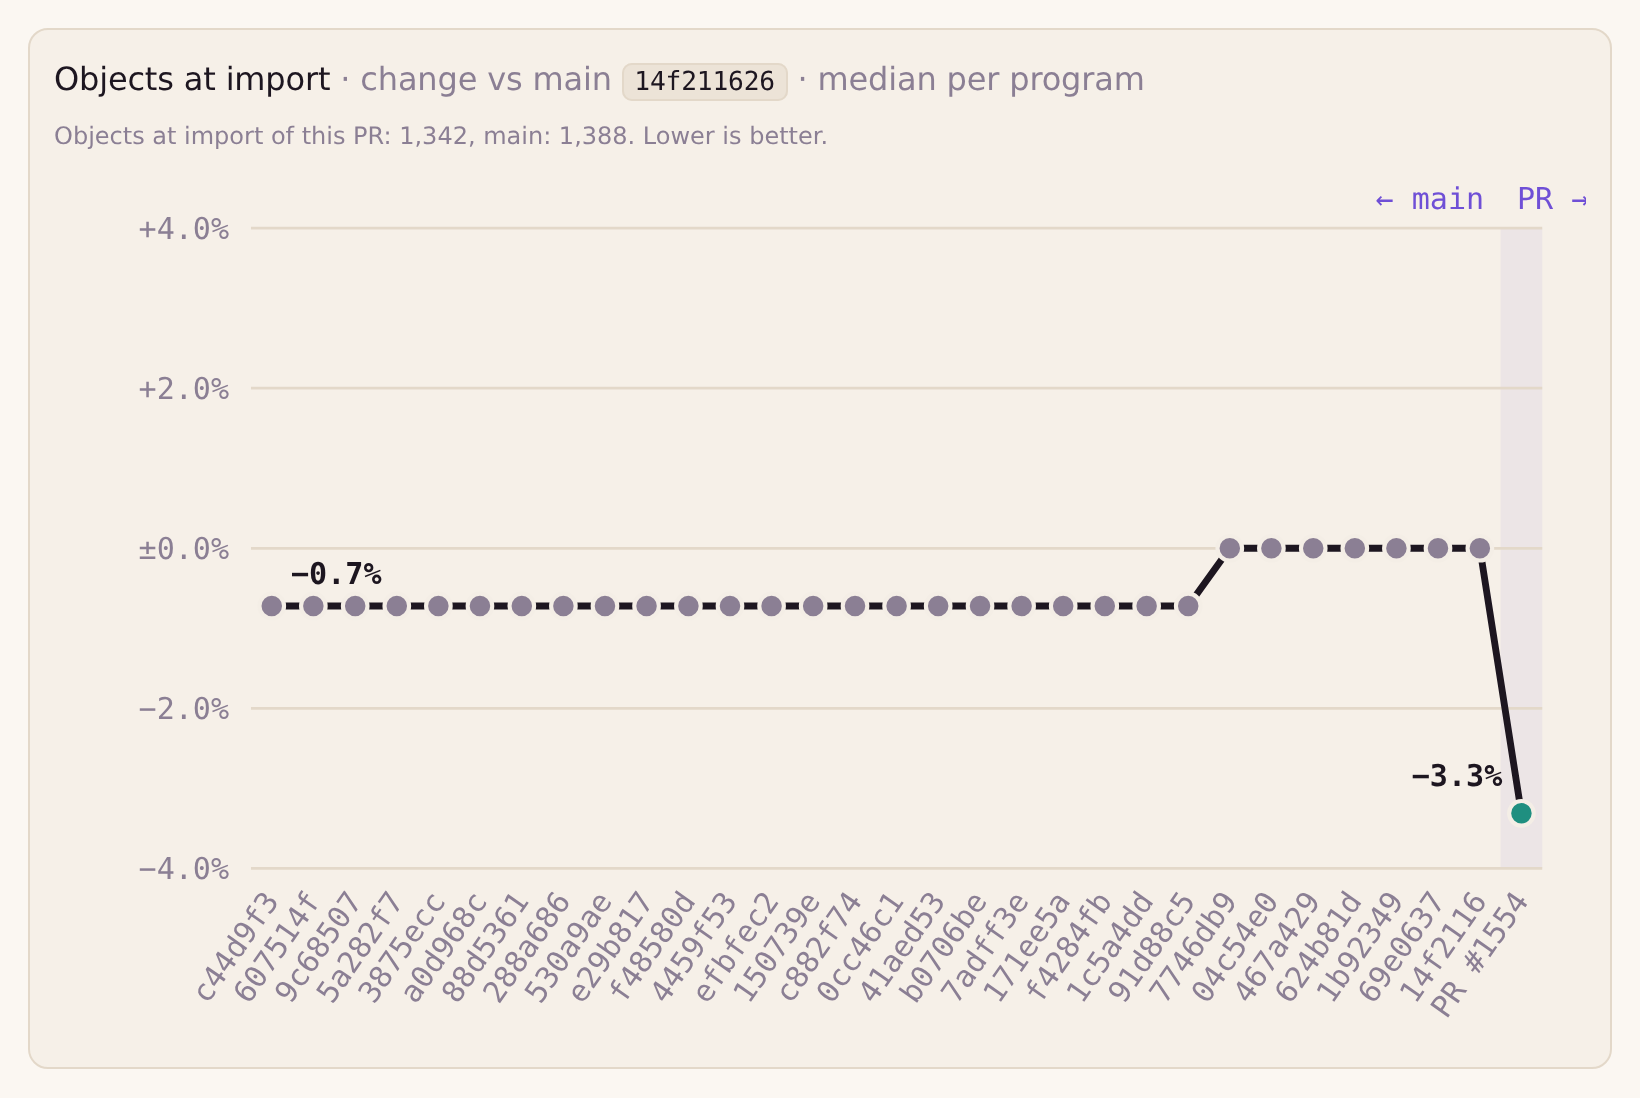 Objects at import · change vs main 14f211626 · median per program
Objects at import of this PR: 1,342, main: 1,388. Lower is better.
← main PR →
+4.0%
+2.0%
±0.0%
−0.7%
−2.0%
−3.3%
−4.0%
c44d9f3
607514f
9c68507
5a282f7
3875ecc
a0d968c
88d5361
288a686
530a9ae
e29b817
f48580d
4459f53
efbfec2
150739e
c882f74
0cc46c1
41aed53
b0706be
7adff3e
171ee5a
f4284fb
1c5a4dd
91d88c5
7746db9
04c54e0
467a429
624b81d
1b92349
69e0637
14f2116
PR #1554